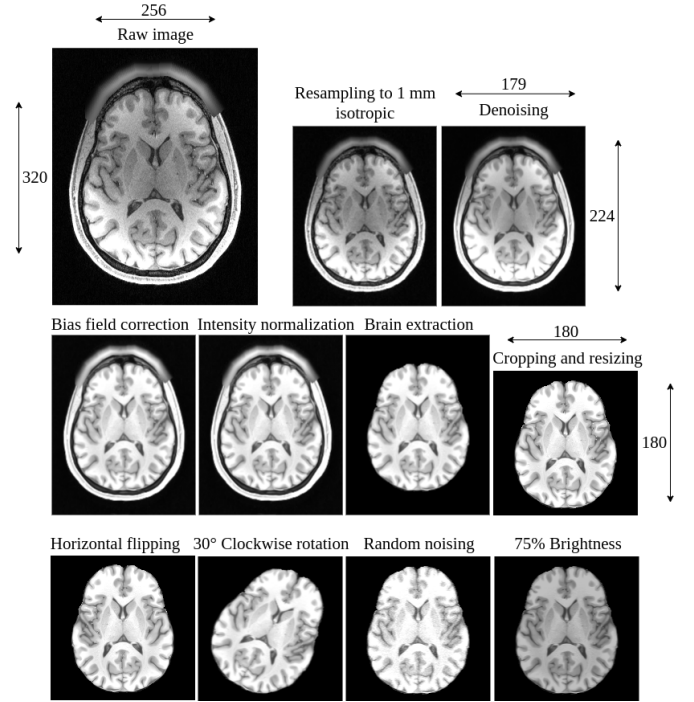 256
Raw image
320
Resampling to 1 mm
isotropic
179
Denoising
224
Bias field correction
Intensity normalization
Brain extraction
180
Cropping and resizing
180
Horizontal flipping
30° Clockwise rotation
Random noising
75% Brightness